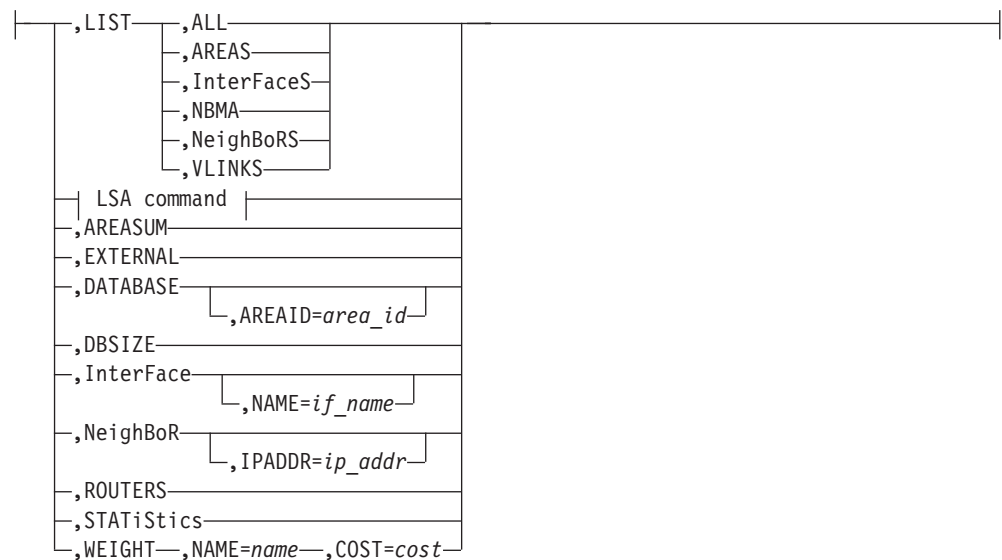 ,LIST ,ALL
,AREAS
,InterFaceS
,NBMA
,NeighBoRS
,VLINKS
LSA command
,AREASUM
,EXTERNAL
,DATABASE
,AREAID=area_id
,DBSIZE
,InterFace
,NAME=if_name
,NeighBoR
,IPADDR=ip_addr
,ROUTERS
,STATiStics
,WEIGHT ,NAME=name ,COST=cost